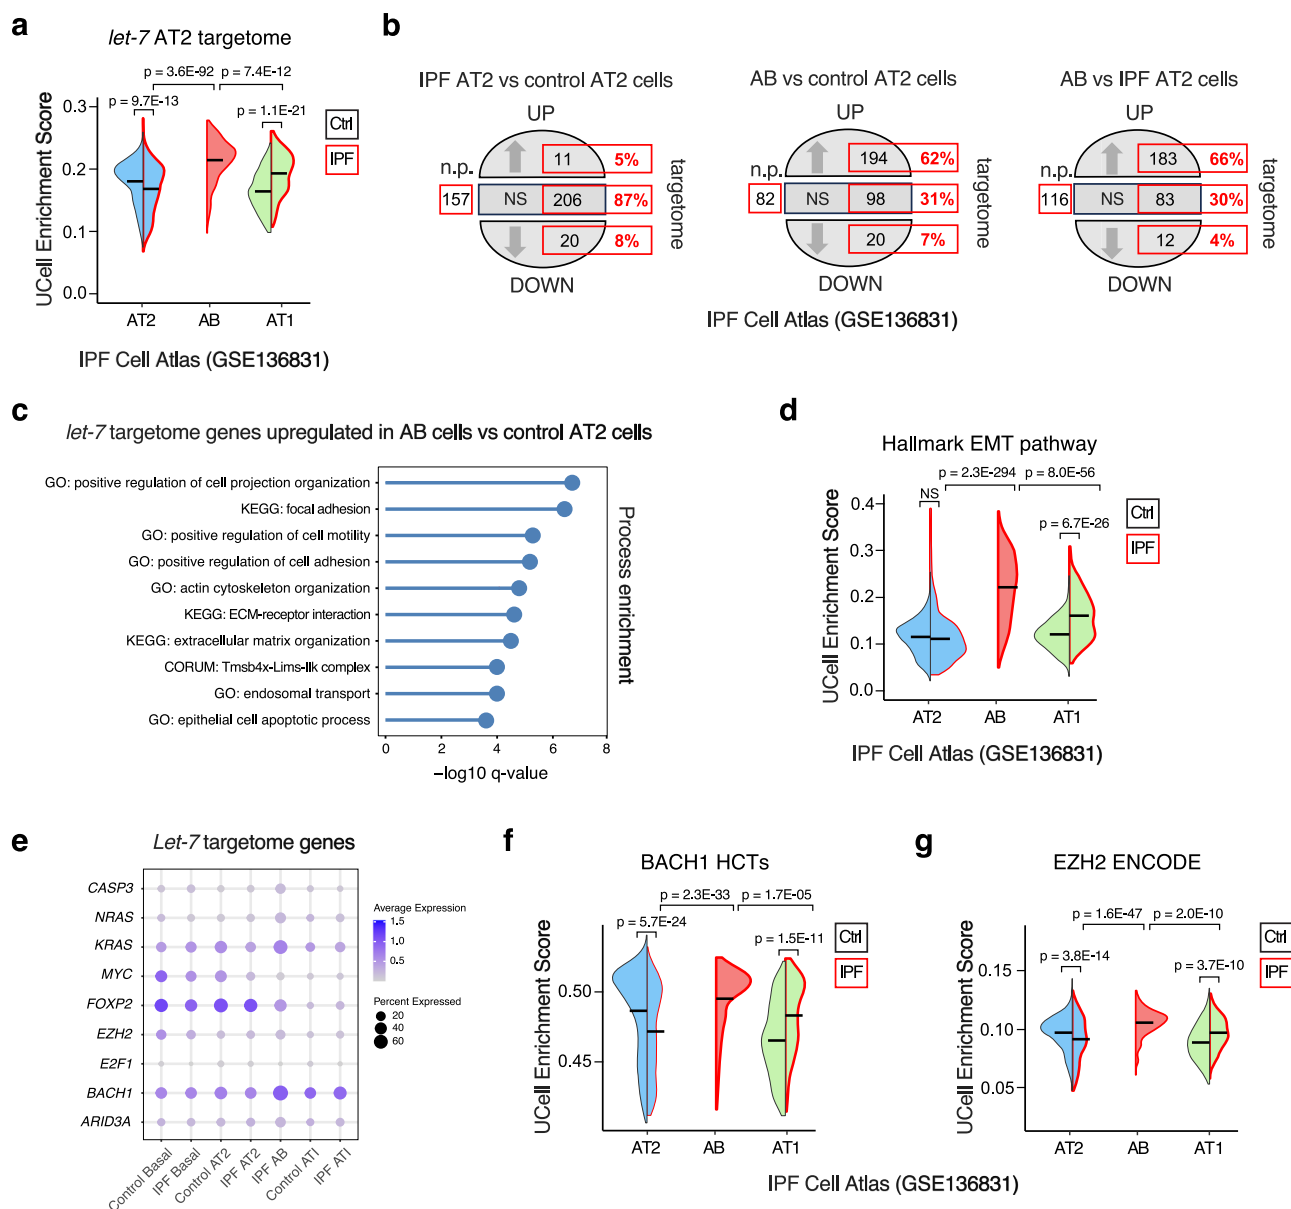 a
let-7 AT2 targetome
p = 3.6E-92
p = 7.4E-12
p = 9.7E-13
p = 1.1E-21
Ctrl
IPF
UCell Enrichment Score
0.3
0.2
0.1
0.0
AT2
AB
AT1
IPF Cell Atlas (GSE136831)
b
IPF AT2 vs control AT2 cells
UP
n.p.
11
5%
157
NS
206
87%
20
8%
DOWN
targetome
AB vs control AT2 cells
UP
n.p.
194
62%
82
NS
98
31%
20
7%
DOWN
targetome
AB vs IPF AT2 cells
UP
n.p.
183
66%
116
NS
83
30%
12
4%
DOWN
targetome
IPF Cell Atlas (GSE136831)
c
let-7 targetome genes upregulated in AB cells vs control AT2 cells
GO: positive regulation of cell projection organization
KEGG: focal adhesion
GO: positive regulation of cell motility
GO: positive regulation of cell adhesion
GO: actin cytoskeleton organization
KEGG: ECM-receptor interaction
KEGG: extracellular matrix organization
CORUM: Tmsb4x-Lims-Ilk complex
GO: endosomal transport
GO: epithelial cell apoptotic process
0 2 4 6 8
−log10 q-value
Process enrichment
d
Hallmark EMT pathway
p = 2.3E-294
p = 8.0E-56
NS
p = 6.7E-26
Ctrl
IPF
UCell Enrichment Score
0.4
0.3
0.2
0.1
0.0
AT2
AB
AT1
IPF Cell Atlas (GSE136831)
e
Let-7 targetome genes
CASP3
NRAS
KRAS
MYC
FOXP2
EZH2
E2F1
BACH1
ARID3A
Control Basal
IPF Basal
Control AT2
IPF AT2
IPF AB
Control ATI
IPF ATI
Average Expression
1.5
1.0
0.5
Percent Expressed
20
40
60
f
BACH1 HCTs
p = 2.3E-33
p = 1.7E-05
p = 5.7E-24
p = 1.5E-11
Ctrl
IPF
UCell Enrichment Score
0.50
0.45
AT2
AB
AT1
g
EZH2 ENCODE
p = 1.6E-47
p = 2.0E-10
p = 3.8E-14
p = 3.7E-10
Ctrl
IPF
UCell Enrichment Score
0.15
0.10
0.05
AT2
AB
AT1
IPF Cell Atlas (GSE136831)